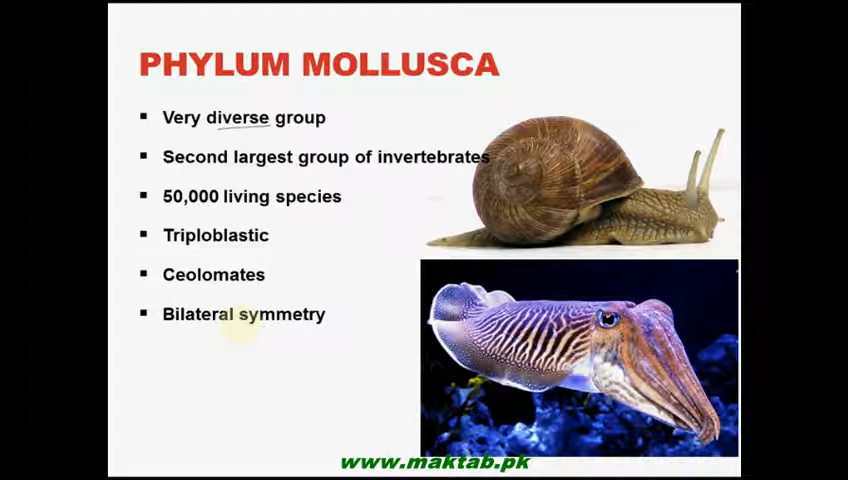 PHYLUM MOLLUSCA
▪ Very diverse group
▪ Second largest group of invertebrates
▪ 50,000 living species
▪ Triploblastic
▪ Ceolomates
▪ Bilateral symmetry
www.maktab.pk